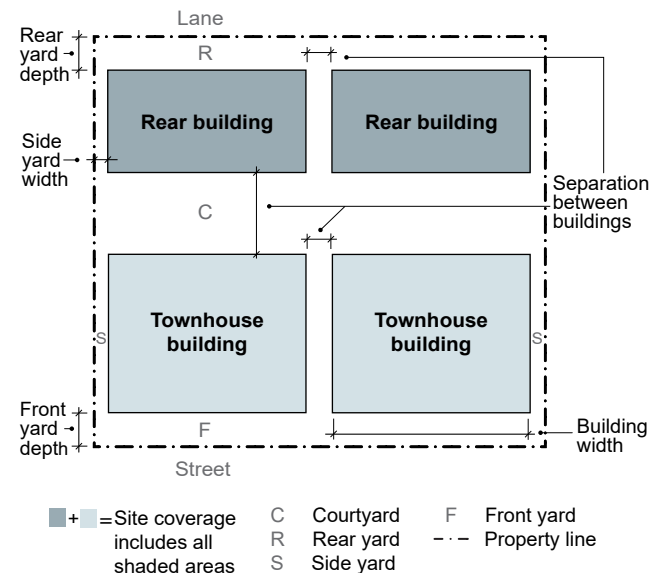 Lane
Rear
yard
depth
R
Rear building
Rear building
Side
yard
width
Separation
between
buildings
C
Townhouse
building
Townhouse
building
S
S
Front
yard
depth
F
Building
width
Street
+ = Site coverage
includes all
shaded areas
C Courtyard
R Rear yard
S Side yard
F Front yard
Property line